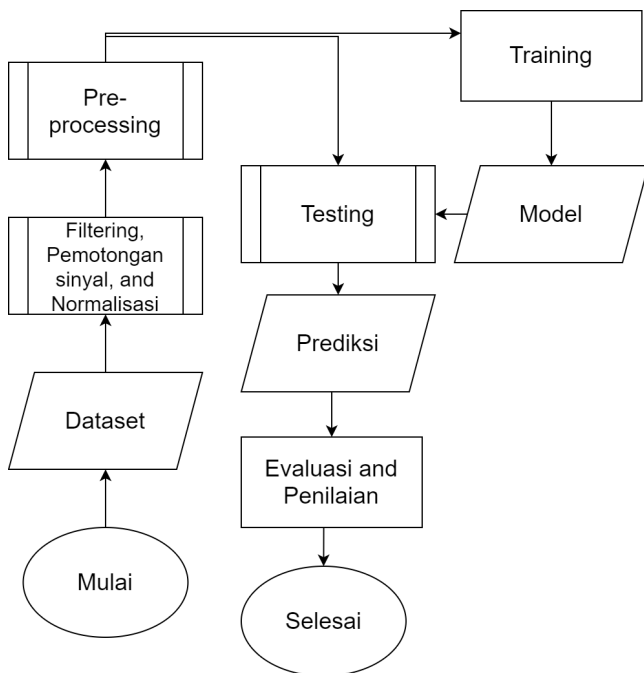 Pre-
processing
Training
Filtering,
Pemotongan
sinyal, and
Normalisasi
Testing
Model
Prediksi
Dataset
Evaluasi and
Penilaian
Mulai
Selesai